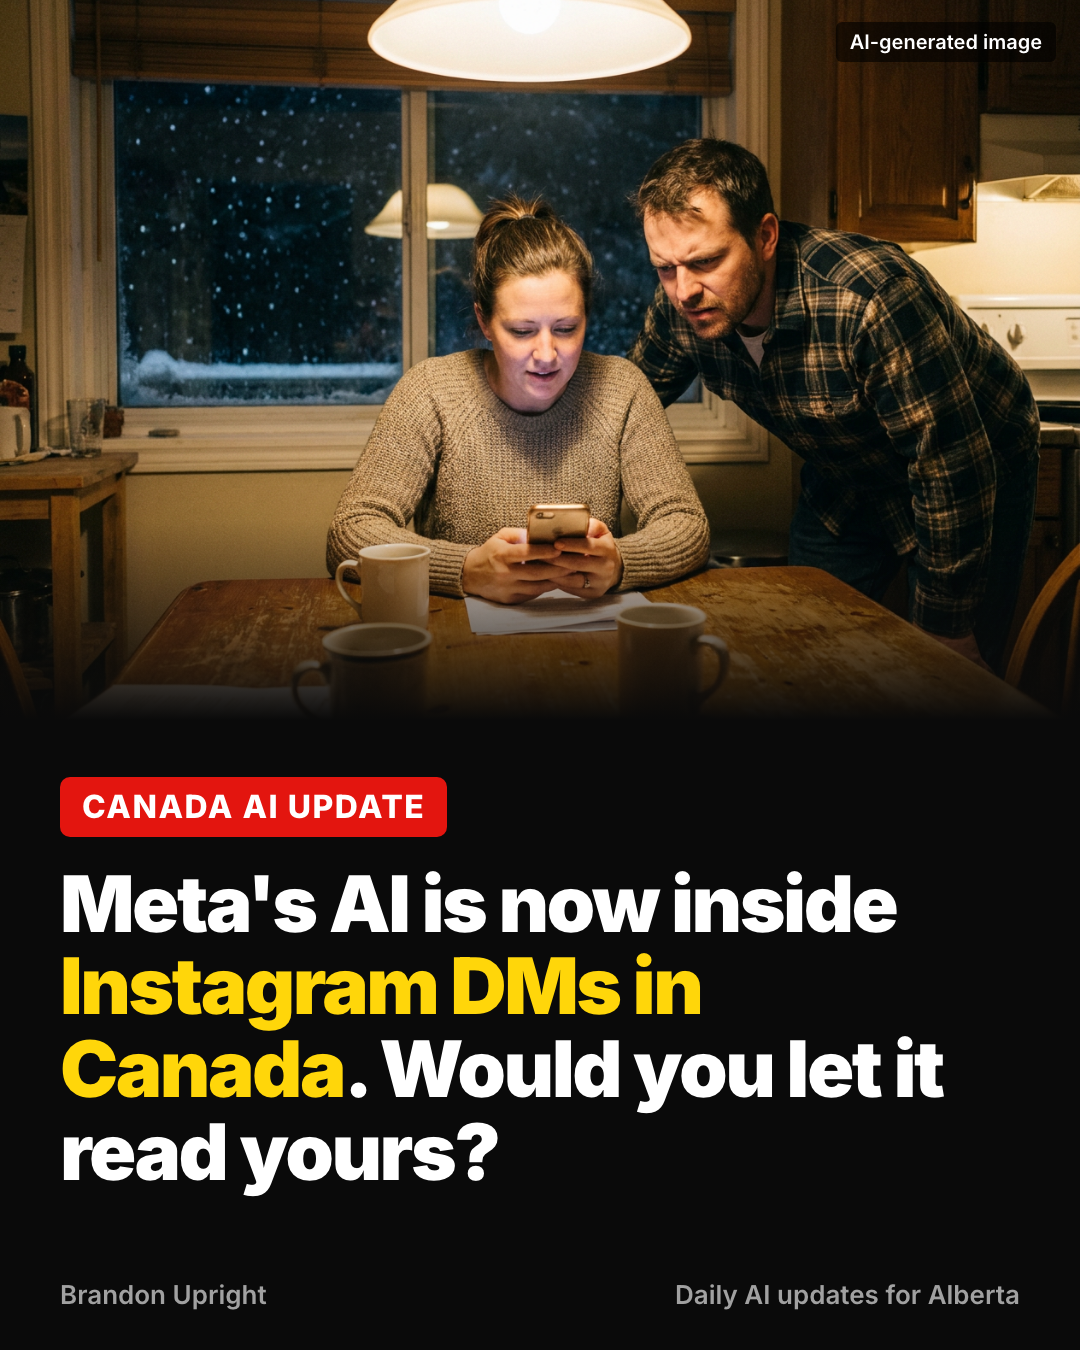 AI-generated image
CANADA AI UPDATE
Meta's AI is now inside
Instagram DMs in
Canada. Would you let it
read yours?
Brandon Upright
Daily AI updates for Alberta